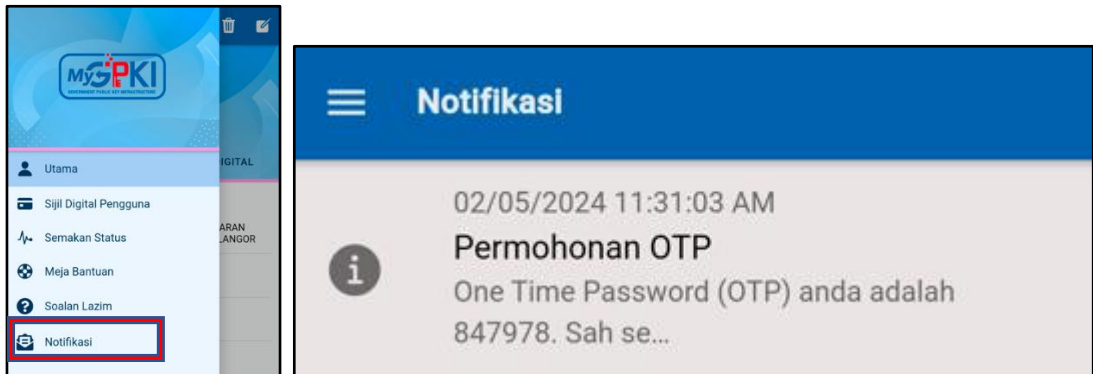 MyGPKI
GOVERNMENT PUBLIC KEY INFRASTRUCTURE
IGITAL
Utama
Sijil Digital Pengguna
ARAN
LANGOR
Semakan Status
Meja Bantuan
Soalan Lazim
Notifikasi
Notifikasi
02/05/2024 11:31:03 AM
Permohonan OTP
One Time Password (OTP) anda adalah
847978. Sah se...